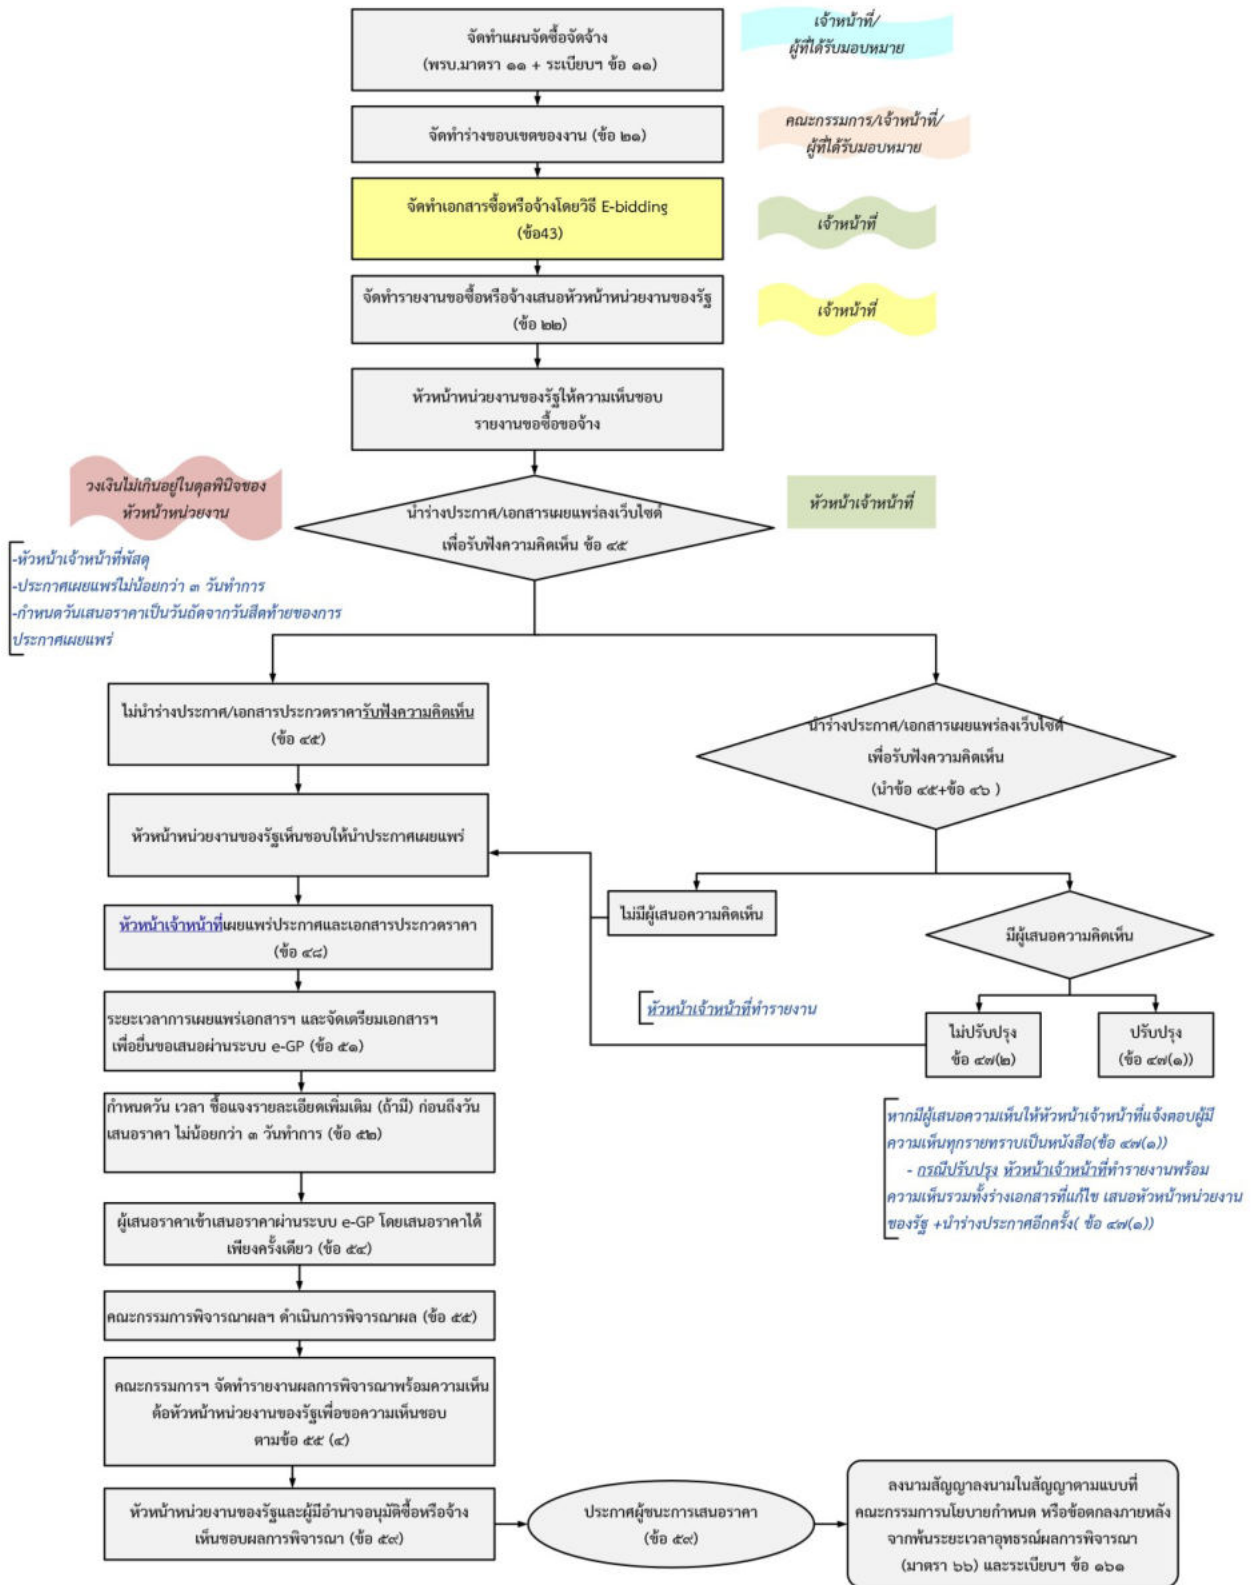 จัดทำแผนจัดซื้อจัดจ้าง
(พรบ.มาตรา ๑๑ + ระเบียบฯ ข้อ ๑๑)
เจ้าหน้าที่/
ผู้ที่ได้รับมอบหมาย
จัดทำร่างขอบเขตของงาน (ข้อ ๒๑)
คณะกรรมการ/เจ้าหน้าที่/
ผู้ที่ได้รับมอบหมาย
จัดทำเอกสารซื้อหรือจ้างโดยวิธี E-bidding
(ข้อ43)
เจ้าหน้าที่
จัดทำรายงานขอซื้อหรือจ้างเสนอหัวหน้าหน่วยงานของรัฐ
(ข้อ ๒๒)
เจ้าหน้าที่
หัวหน้าหน่วยงานของรัฐให้ความเห็นชอบ
รายงานขอซื้อขอจ้าง
วงเงินไม่เกินอยู่ในดุลพินิจของ
หัวหน้าหน่วยงาน
นำร่างประกาศ/เอกสารเผยแพร่ลงเว็บไซต์
เพื่อรับฟังความคิดเห็น ข้อ ๔๕
หัวหน้าเจ้าหน้าที่
-หัวหน้าเจ้าหน้าที่พัสดุ
-ประกาศเผยแพร่ไม่น้อยกว่า ๓ วันทำการ
-กำหนดวันเสนอราคาเป็นวันถัดจากวันสุดท้ายของการ
ประกาศเผยแพร่
ไม่นำร่างประกาศ/เอกสารประกวดราคารับฟังความคิดเห็น
(ข้อ ๔๕)
นำร่างประกาศ/เอกสารเผยแพร่ลงเว็บไซต์
เพื่อรับฟังความคิดเห็น
(นำข้อ ๔๕+ข้อ ๔๖ )
หัวหน้าหน่วยงานของรัฐเห็นชอบให้นำประกาศเผยแพร่
ไม่มีผู้เสนอความคิดเห็น
มีผู้เสนอความคิดเห็น
หัวหน้าเจ้าหน้าที่เผยแพร่ประกาศและเอกสารประกวดราคา
(ข้อ ๔๘)
หัวหน้าเจ้าหน้าที่ทำรายงาน
ไม่ปรับปรุง
ข้อ ๔๗(๒)
ปรับปรุง
(ข้อ ๔๗(๑))
ระยะเวลาการเผยแพร่เอกสารฯ และจัดเตรียมเอกสารฯ
เพื่อยื่นขอเสนอผ่านระบบ e-GP (ข้อ ๕๑)
กำหนดวัน เวลา ชี้อแจงรายละเอียดเพิ่มเติม (ถ้ามี) ก่อนถึงวัน
เสนอราคา ไม่น้อยกว่า ๓ วันทำการ (ข้อ ๕๒)
หากมีผู้เสนอความเห็นให้หัวหน้าเจ้าหน้าที่แจ้งตอบผู้มี
ความเห็นทุกรายทราบเป็นหนังสือ(ข้อ ๔๗(๑))
- กรณีปรับปรุง หัวหน้าเจ้าหน้าที่ทำรายงานพร้อม
ความเห็นรวมทั้งร่างเอกสารที่แก้ไข เสนอหัวหน้าหน่วยงาน
ของรัฐ +นำร่างประกาศอีกครั้ง( ข้อ ๔๗(๑))
ผู้เสนอราคาเข้าเสนอราคาผ่านระบบ e-GP โดยเสนอราคาได้
เพียงครั้งเดียว (ข้อ ๕๔)
คณะกรรมการพิจารณาผลฯ ดำเนินการพิจารณาผล (ข้อ ๕๕)
คณะกรรมการฯ จัดทำรายงานผลการพิจารณาพร้อมความเห็น
ต้อหัวหน้าหน่วยงานของรัฐเพื่อขอความเห็นชอบ
ตามข้อ ๕๕ (๔)
หัวหน้าหน่วยงานของรัฐและผู้มีอำนาจอนุมัติซื้อหรือจ้าง
เห็นชอบผลการพิจารณา (ข้อ ๕๙)
ประกาศผู้ชนะการเสนอราคา
(ข้อ ๕๙)
ลงนามสัญญาลงนามในสัญญาตามแบบที่
คณะกรรมการนโยบายกำหนด หรือข้อตกลงภายหลัง
จากพ้นระยะเวลาอุทธรณ์ผลการพิจารณา
(มาตรา ๖๖) และระเบียบฯ ข้อ ๑๖๑